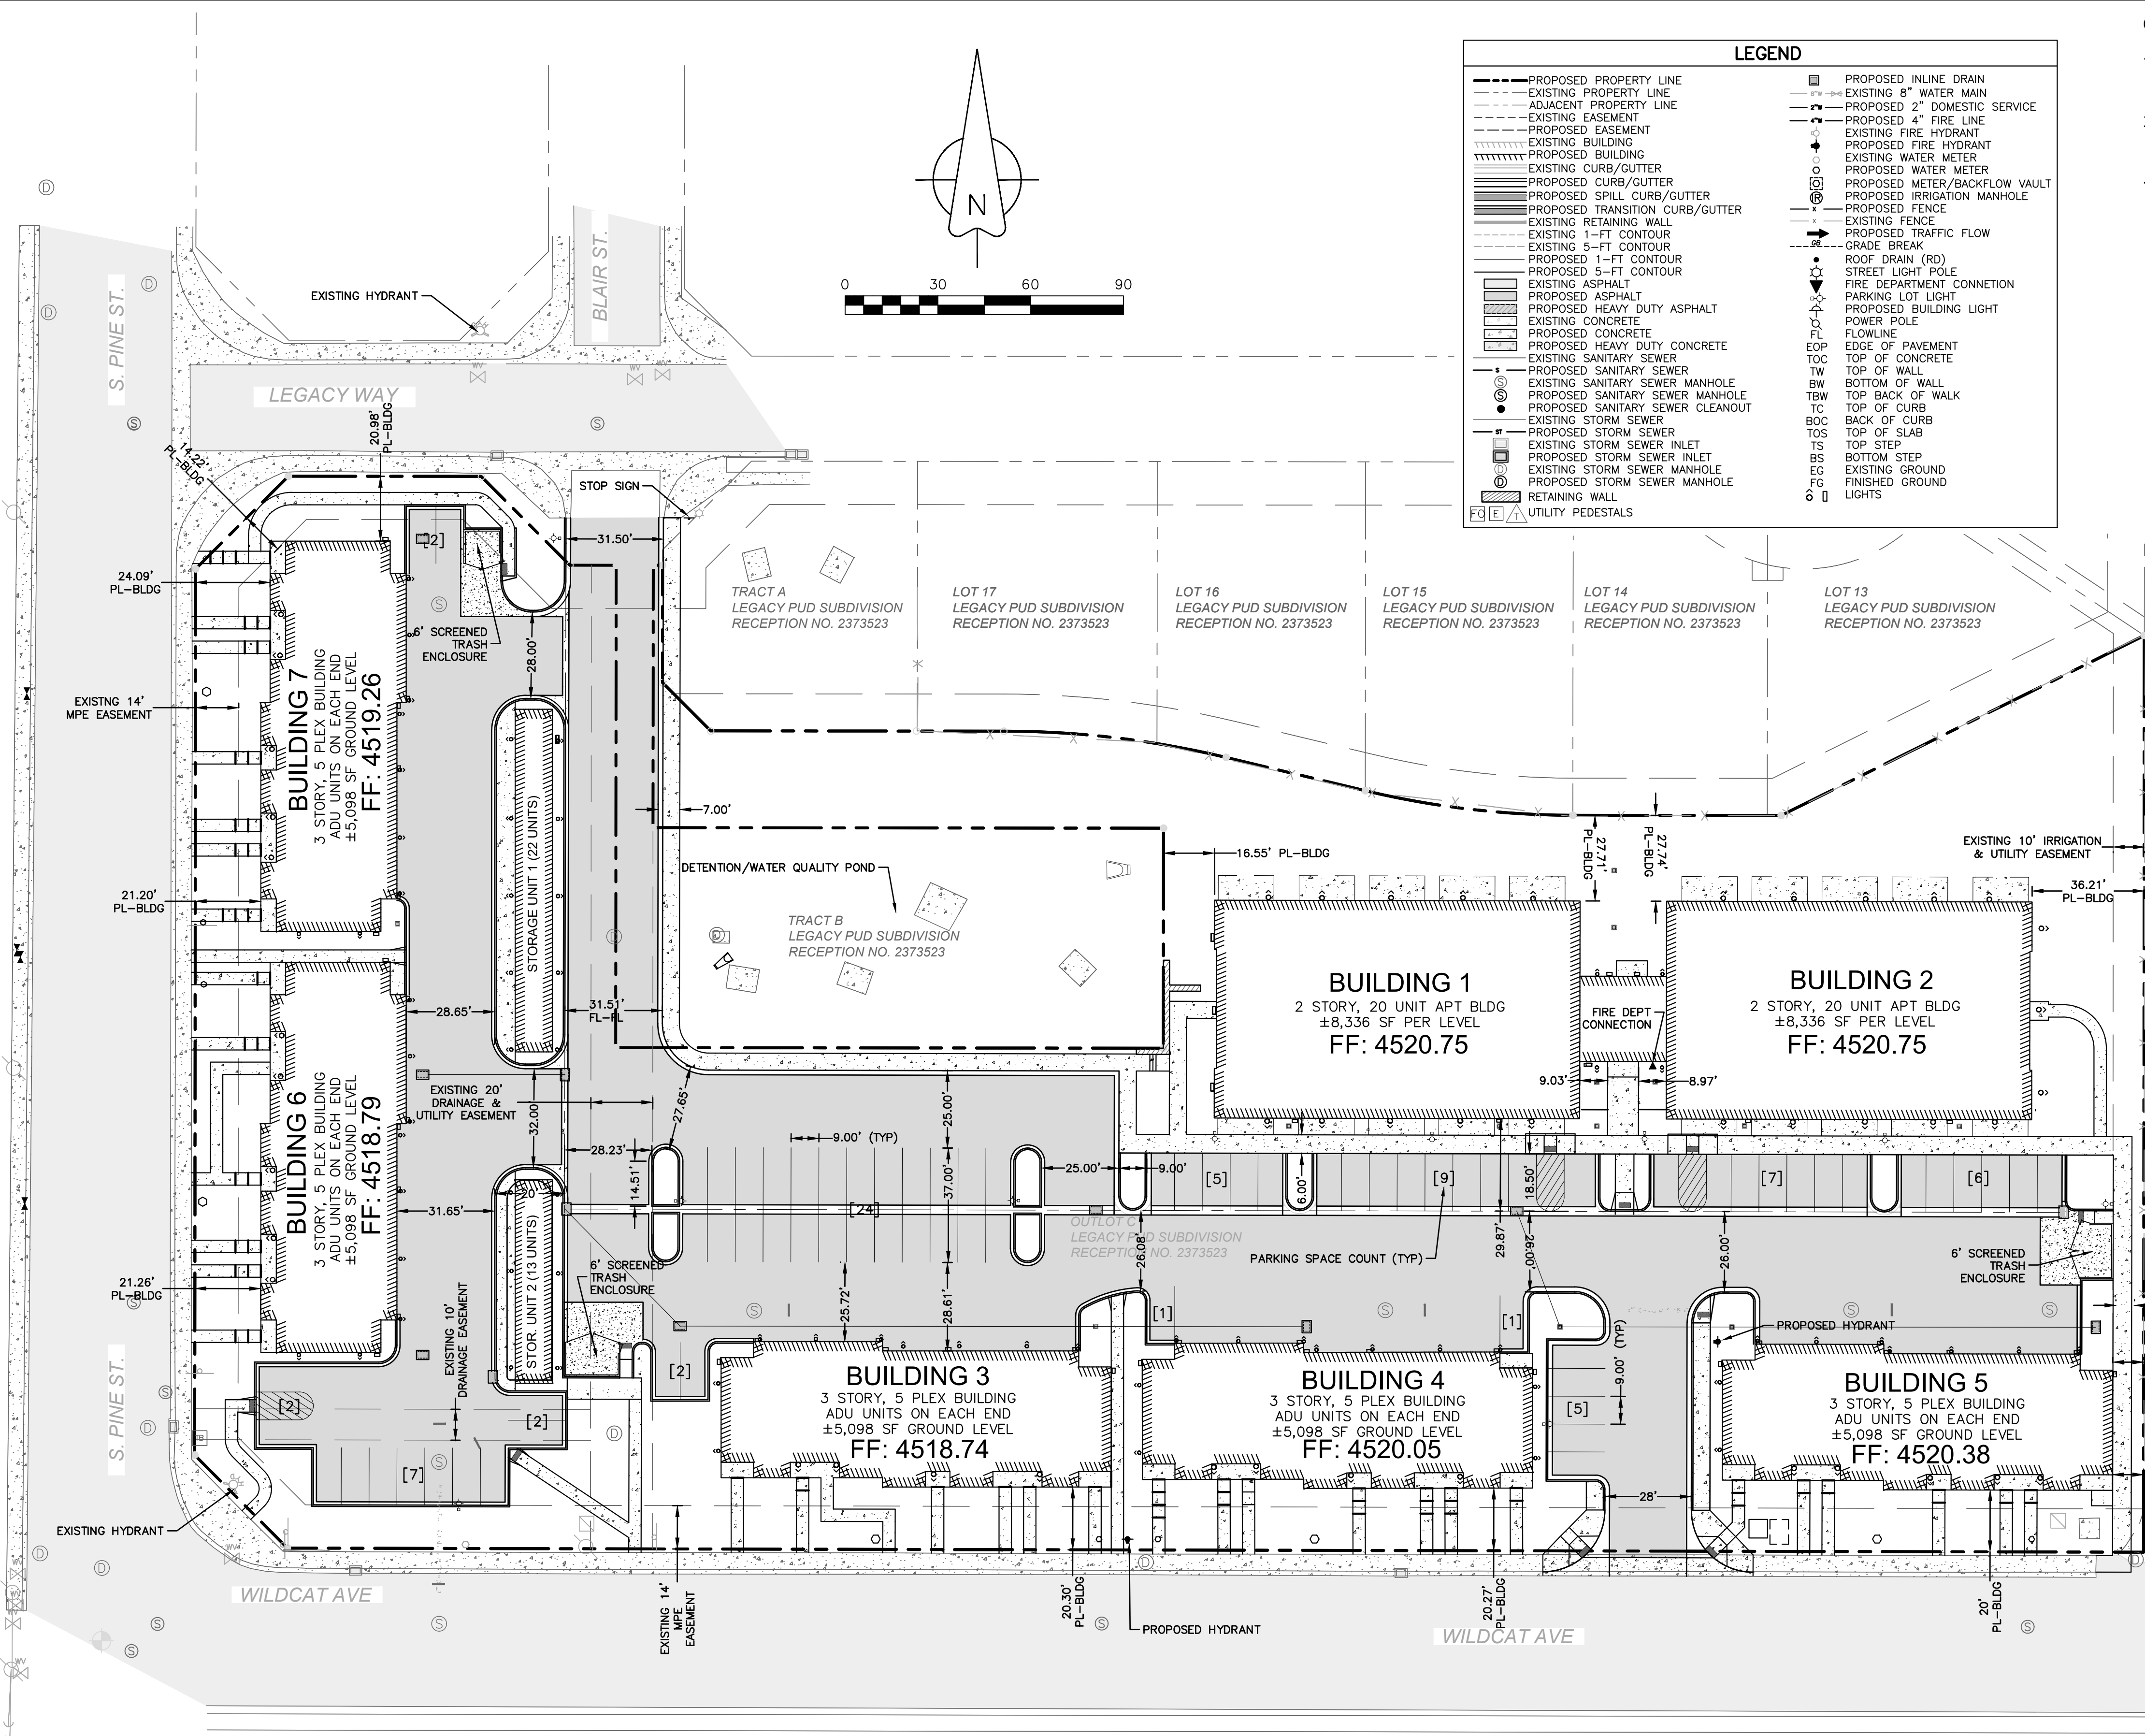 LEGEND
PROPOSED PROPERTY LINE
EXISTING PROPERTY LINE
ADJACENT PROPERTY LINE
EXISTING EASEMENT
PROPOSED EASEMENT
EXISTING BUILDING
PROPOSED BUILDING
EXISTING CURB/GUTTER
PROPOSED CURB/GUTTER
PROPOSED SPILL CURB/GUTTER
PROPOSED TRANSITION CURB/GUTTER
EXISTING RETAINING WALL
EXISTING 1-FT CONTOUR
EXISTING 5-FT CONTOUR
PROPOSED 1-FT CONTOUR
PROPOSED 5-FT CONTOUR
EXISTING ASPHALT
PROPOSED ASPHALT
PROPOSED HEAVY DUTY ASPHALT
EXISTING CONCRETE
PROPOSED CONCRETE
PROPOSED HEAVY DUTY CONCRETE
EXISTING SANITARY SEWER
S PROPOSED SANITARY SEWER
S EXISTING SANITARY SEWER MANHOLE
S PROPOSED SANITARY SEWER MANHOLE
PROPOSED SANITARY SEWER CLEANOUT
EXISTING STORM SEWER
ST PROPOSED STORM SEWER
EXISTING STORM SEWER INLET
PROPOSED STORM SEWER INLET
D EXISTING STORM SEWER MANHOLE
D PROPOSED STORM SEWER MANHOLE
RETAINING WALL
FO E T UTILITY PEDESTALS
PROPOSED INLINE DRAIN
8"W EXISTING 8" WATER MAIN
2"W PROPOSED 2" DOMESTIC SERVICE
4"W PROPOSED 4" FIRE LINE
EXISTING FIRE HYDRANT
PROPOSED FIRE HYDRANT
EXISTING WATER METER
PROPOSED WATER METER
PROPOSED METER/BACKFLOW VAULT
IR PROPOSED IRRIGATION MANHOLE
X PROPOSED FENCE
X EXISTING FENCE
PROPOSED TRAFFIC FLOW
GB GRADE BREAK
ROOF DRAIN (RD)
STREET LIGHT POLE
FIRE DEPARTMENT CONNETION
PARKING LOT LIGHT
PROPOSED BUILDING LIGHT
POWER POLE
FL FLOWLINE
EOP EDGE OF PAVEMENT
TOC TOP OF CONCRETE
TW TOP OF WALL
BW BOTTOM OF WALL
TBW TOP BACK OF WALK
TC TOP OF CURB
BOC BACK OF CURB
TOS TOP OF SLAB
TS TOP STEP
BS BOTTOM STEP
EG EXISTING GROUND
FG FINISHED GROUND
LIGHTS
N
0 30 60 90
S. PINE ST.
BLAIR ST.
EXISTING HYDRANT
LEGACY WAY
20.98'
PL-BLDG
14.22'
PL-BLDG
STOP SIGN
31.50'
[2]
24.09'
PL-BLDG
6' SCREENED
TRASH
ENCLOSURE
28.00'
EXISTNG 14'
MPE EASEMENT
BUILDING 7
3 STORY, 5 PLEX BUILDING
ADU UNITS ON EACH END
±5,098 SF GROUND LEVEL
FF: 4519.26
STORAGE UNIT 1 (22 UNITS)
21.20'
PL-BLDG
TRACT A
LEGACY PUD SUBDIVISION
RECEPTION NO. 2373523
LOT 17
LEGACY PUD SUBDIVISION
RECEPTION NO. 2373523
LOT 16
LEGACY PUD SUBDIVISION
RECEPTION NO. 2373523
LOT 15
LEGACY PUD SUBDIVISION
RECEPTION NO. 2373523
LOT 14
LEGACY PUD SUBDIVISION
RECEPTION NO. 2373523
LOT 13
LEGACY PUD SUBDIVISION
RECEPTION NO. 2373523
7.00'
DETENTION/WATER QUALITY POND
TRACT B
LEGACY PUD SUBDIVISION
RECEPTION NO. 2373523
16.55' PL-BLDG
27.71'
PL-BLDG
27.74'
PL-BLDG
EXISTING 10' IRRIGATION
& UTILITY EASEMENT
36.21'
PL-BLDG
BUILDING 1
2 STORY, 20 UNIT APT BLDG
±8,336 SF PER LEVEL
FF: 4520.75
FIRE DEPT
CONNECTION
BUILDING 2
2 STORY, 20 UNIT APT BLDG
±8,336 SF PER LEVEL
FF: 4520.75
9.03'
8.97'
28.65'
31.51'
FL-FL
BUILDING 6
3 STORY, 5 PLEX BUILDING
ADU UNITS ON EACH END
±5,098 SF GROUND LEVEL
FF: 4518.79
EXISTING 20'
DRAINAGE &
UTILITY EASEMENT
32.00'
27.65'
25.00'
9.00' (TYP)
28.23'
14.51'
37.00'
25.00'
9.00'
[5]
6.00'
[9]
18.50'
[7]
[6]
31.65'
20'
[24]
OUTLOT C
LEGACY PUD SUBDIVISION
RECEPTION NO. 2373523
26.08'
PARKING SPACE COUNT (TYP)
29.87'
26.00'
26.00'
6' SCREENED
TRASH
ENCLOSURE
21.26'
PL-BLDG
STOR. UNIT 2 (13 UNITS)
6' SCREENED
TRASH
ENCLOSURE
25.72'
28.61'
[1]
[1]
9.00' (TYP)
PROPOSED HYDRANT
EXISTING 10'
DRAINAGE EASEMENT
[2]
[2]
[2]
[7]
[5]
BUILDING 3
3 STORY, 5 PLEX BUILDING
ADU UNITS ON EACH END
±5,098 SF GROUND LEVEL
FF: 4518.74
BUILDING 4
3 STORY, 5 PLEX BUILDING
ADU UNITS ON EACH END
±5,098 SF GROUND LEVEL
FF: 4520.05
BUILDING 5
3 STORY, 5 PLEX BUILDING
ADU UNITS ON EACH END
±5,098 SF GROUND LEVEL
FF: 4520.38
S. PINE ST.
28'
EXISTING HYDRANT
WILDCAT AVE
EXISTING 14'
MPE
EASEMENT
20.30'
PL-BLDG
PROPOSED HYDRANT
20.27'
PL-BLDG
WILDCAT AVE
20'
PL-BLDG